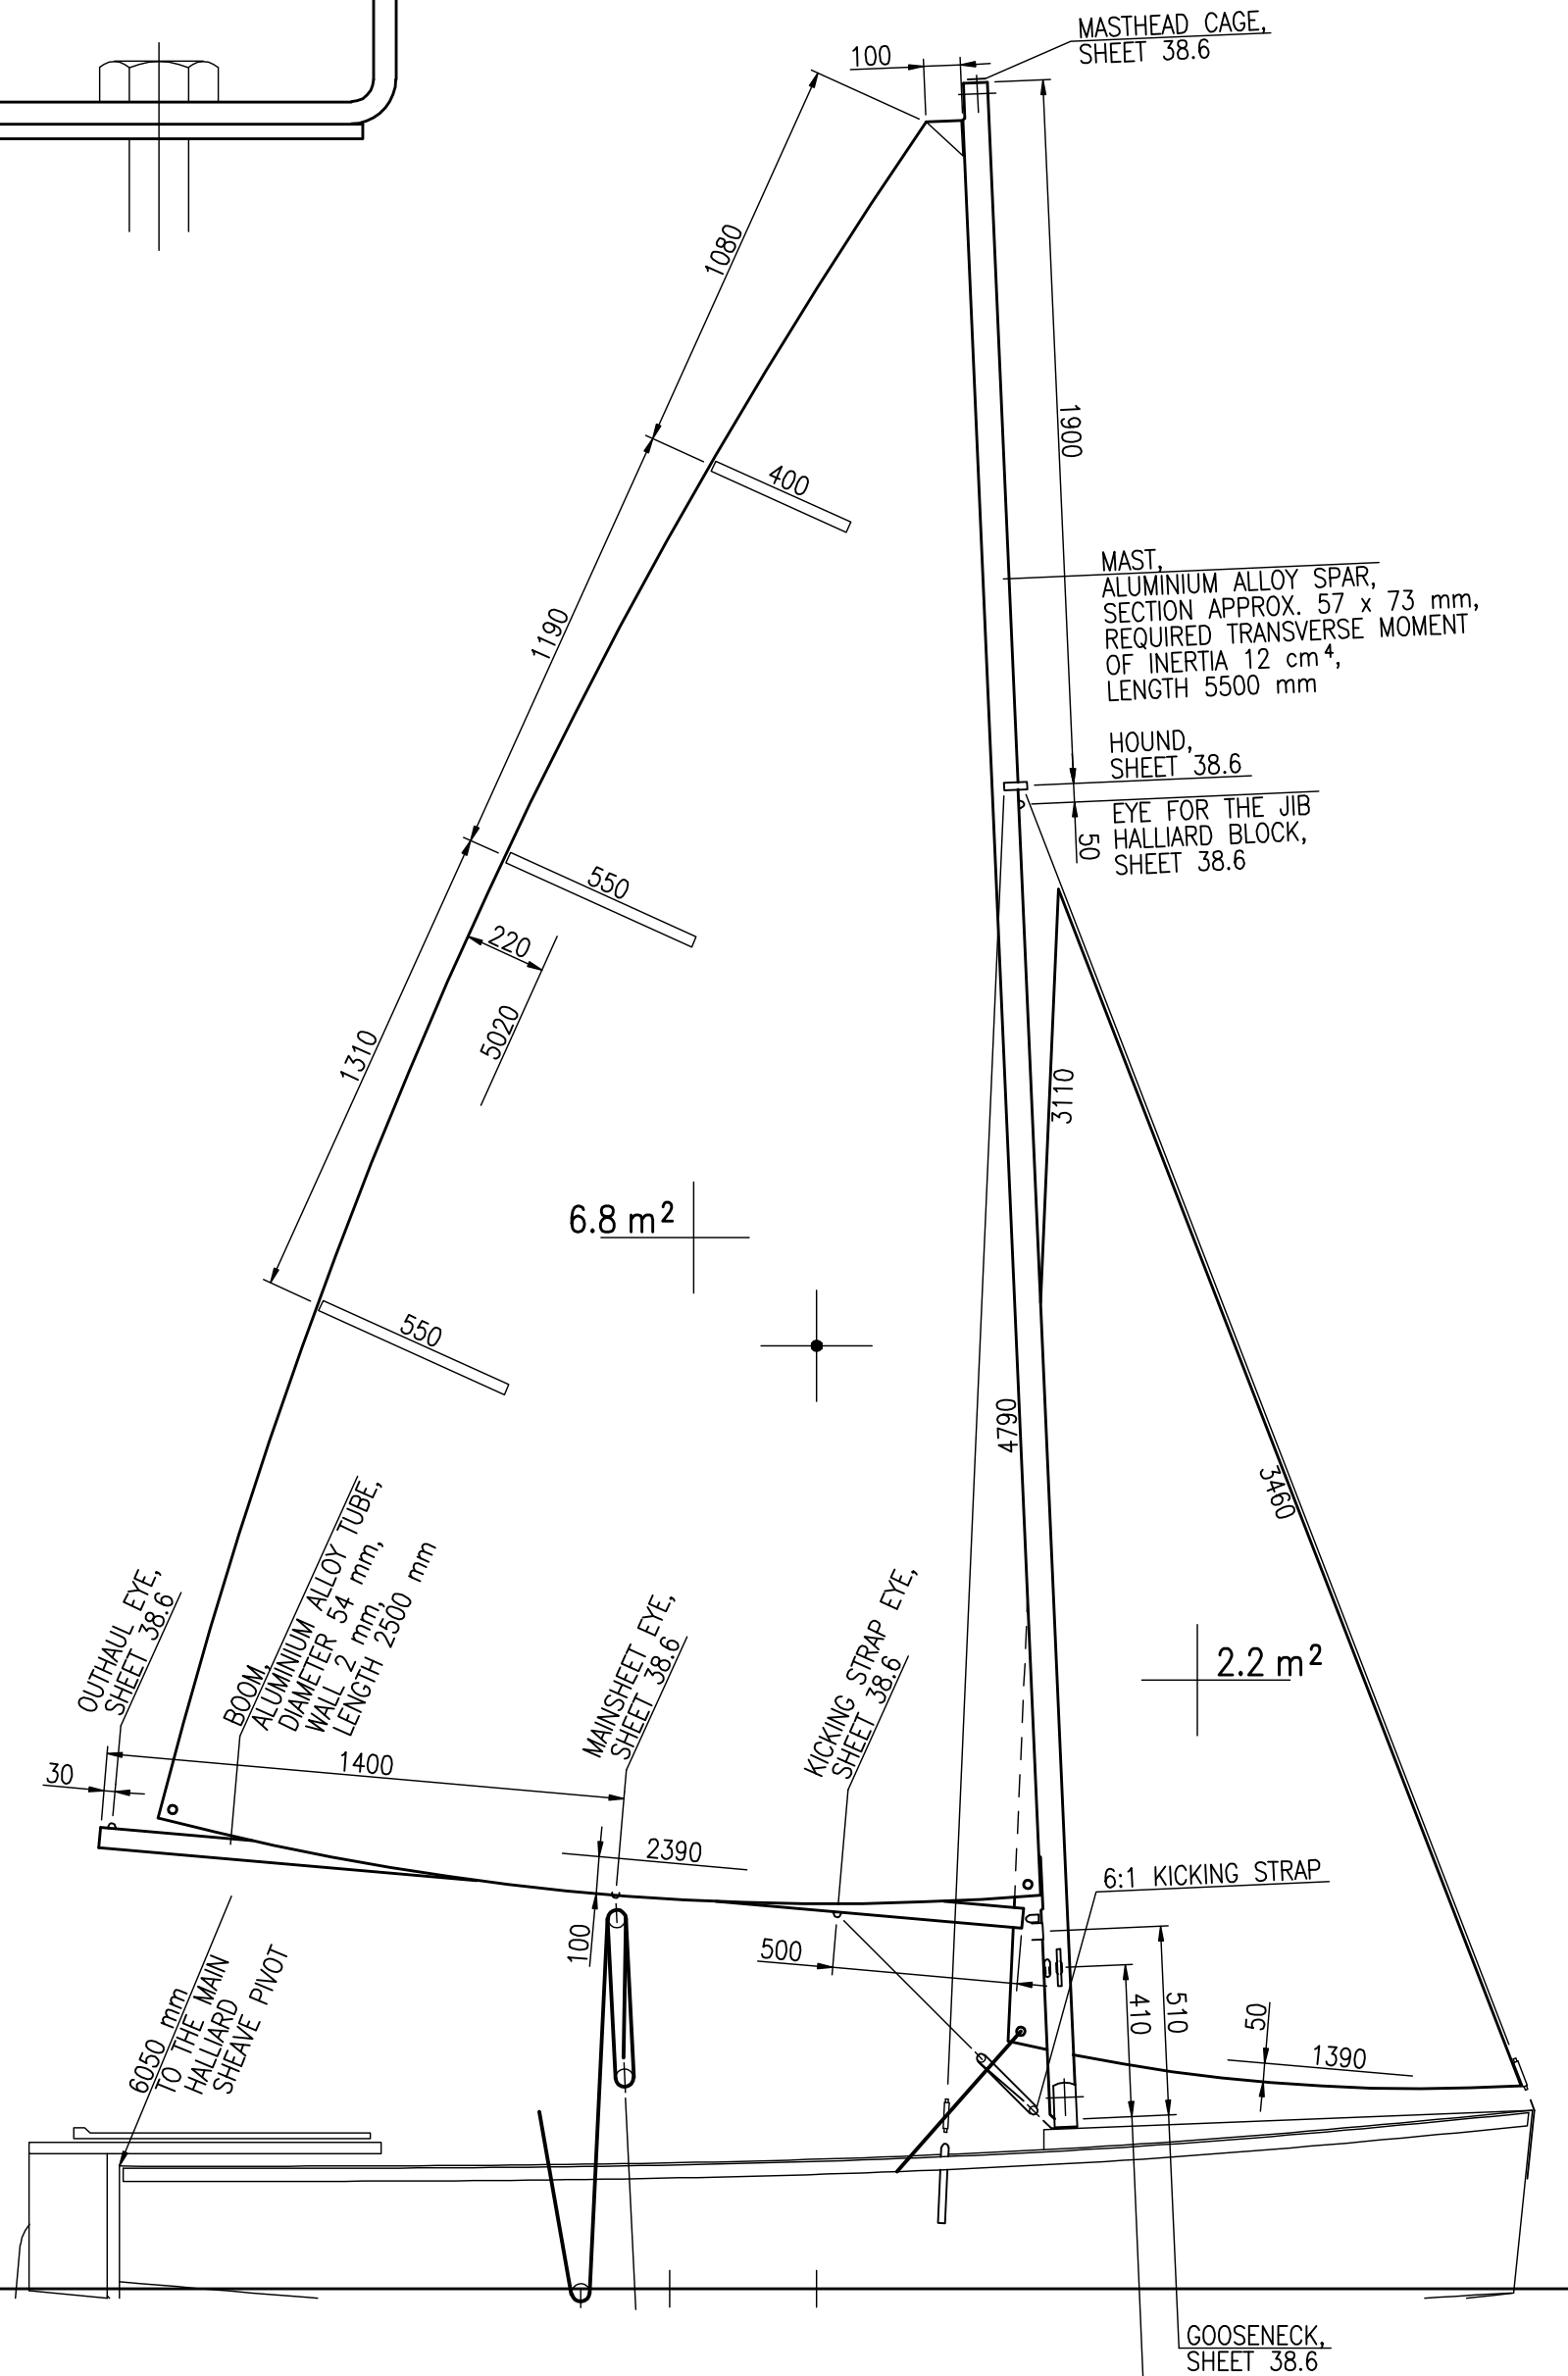 MASTHEAD CAGE,
SHEET 38.6
100
1080
1900
400
MAST,
ALUMINIUM ALLOY SPAR,
SECTION APPROX. 57 x 73 mm,
REQUIRED TRANSVERSE MOMENT
OF INERTIA 12 cm⁴,
LENGTH 5500 mm
1190
HOUND,
SHEET 38.6
EYE FOR THE JIB
HALLIARD BLOCK,
SHEET 38.6
50
550
220
5020
1310
3110
6.8 m²
550
4790
3460
OUTHAUL EYE,
SHEET 38.6
BOOM,
ALUMINIUM ALLOY TUBE,
DIAMETER 54 mm,
WALL 2 mm,
LENGTH 2500 mm
MAINSHEET EYE,
SHEET 38.6
KICKING STRAP EYE,
SHEET 38.6
2.2 m²
30
1400
2390
6:1 KICKING STRAP
100
500
6050 mm
TO THE MAIN
HALLIARD
SHEAVE PIVOT
410
510
50
1390
GOOSENECK,
SHEET 38.6